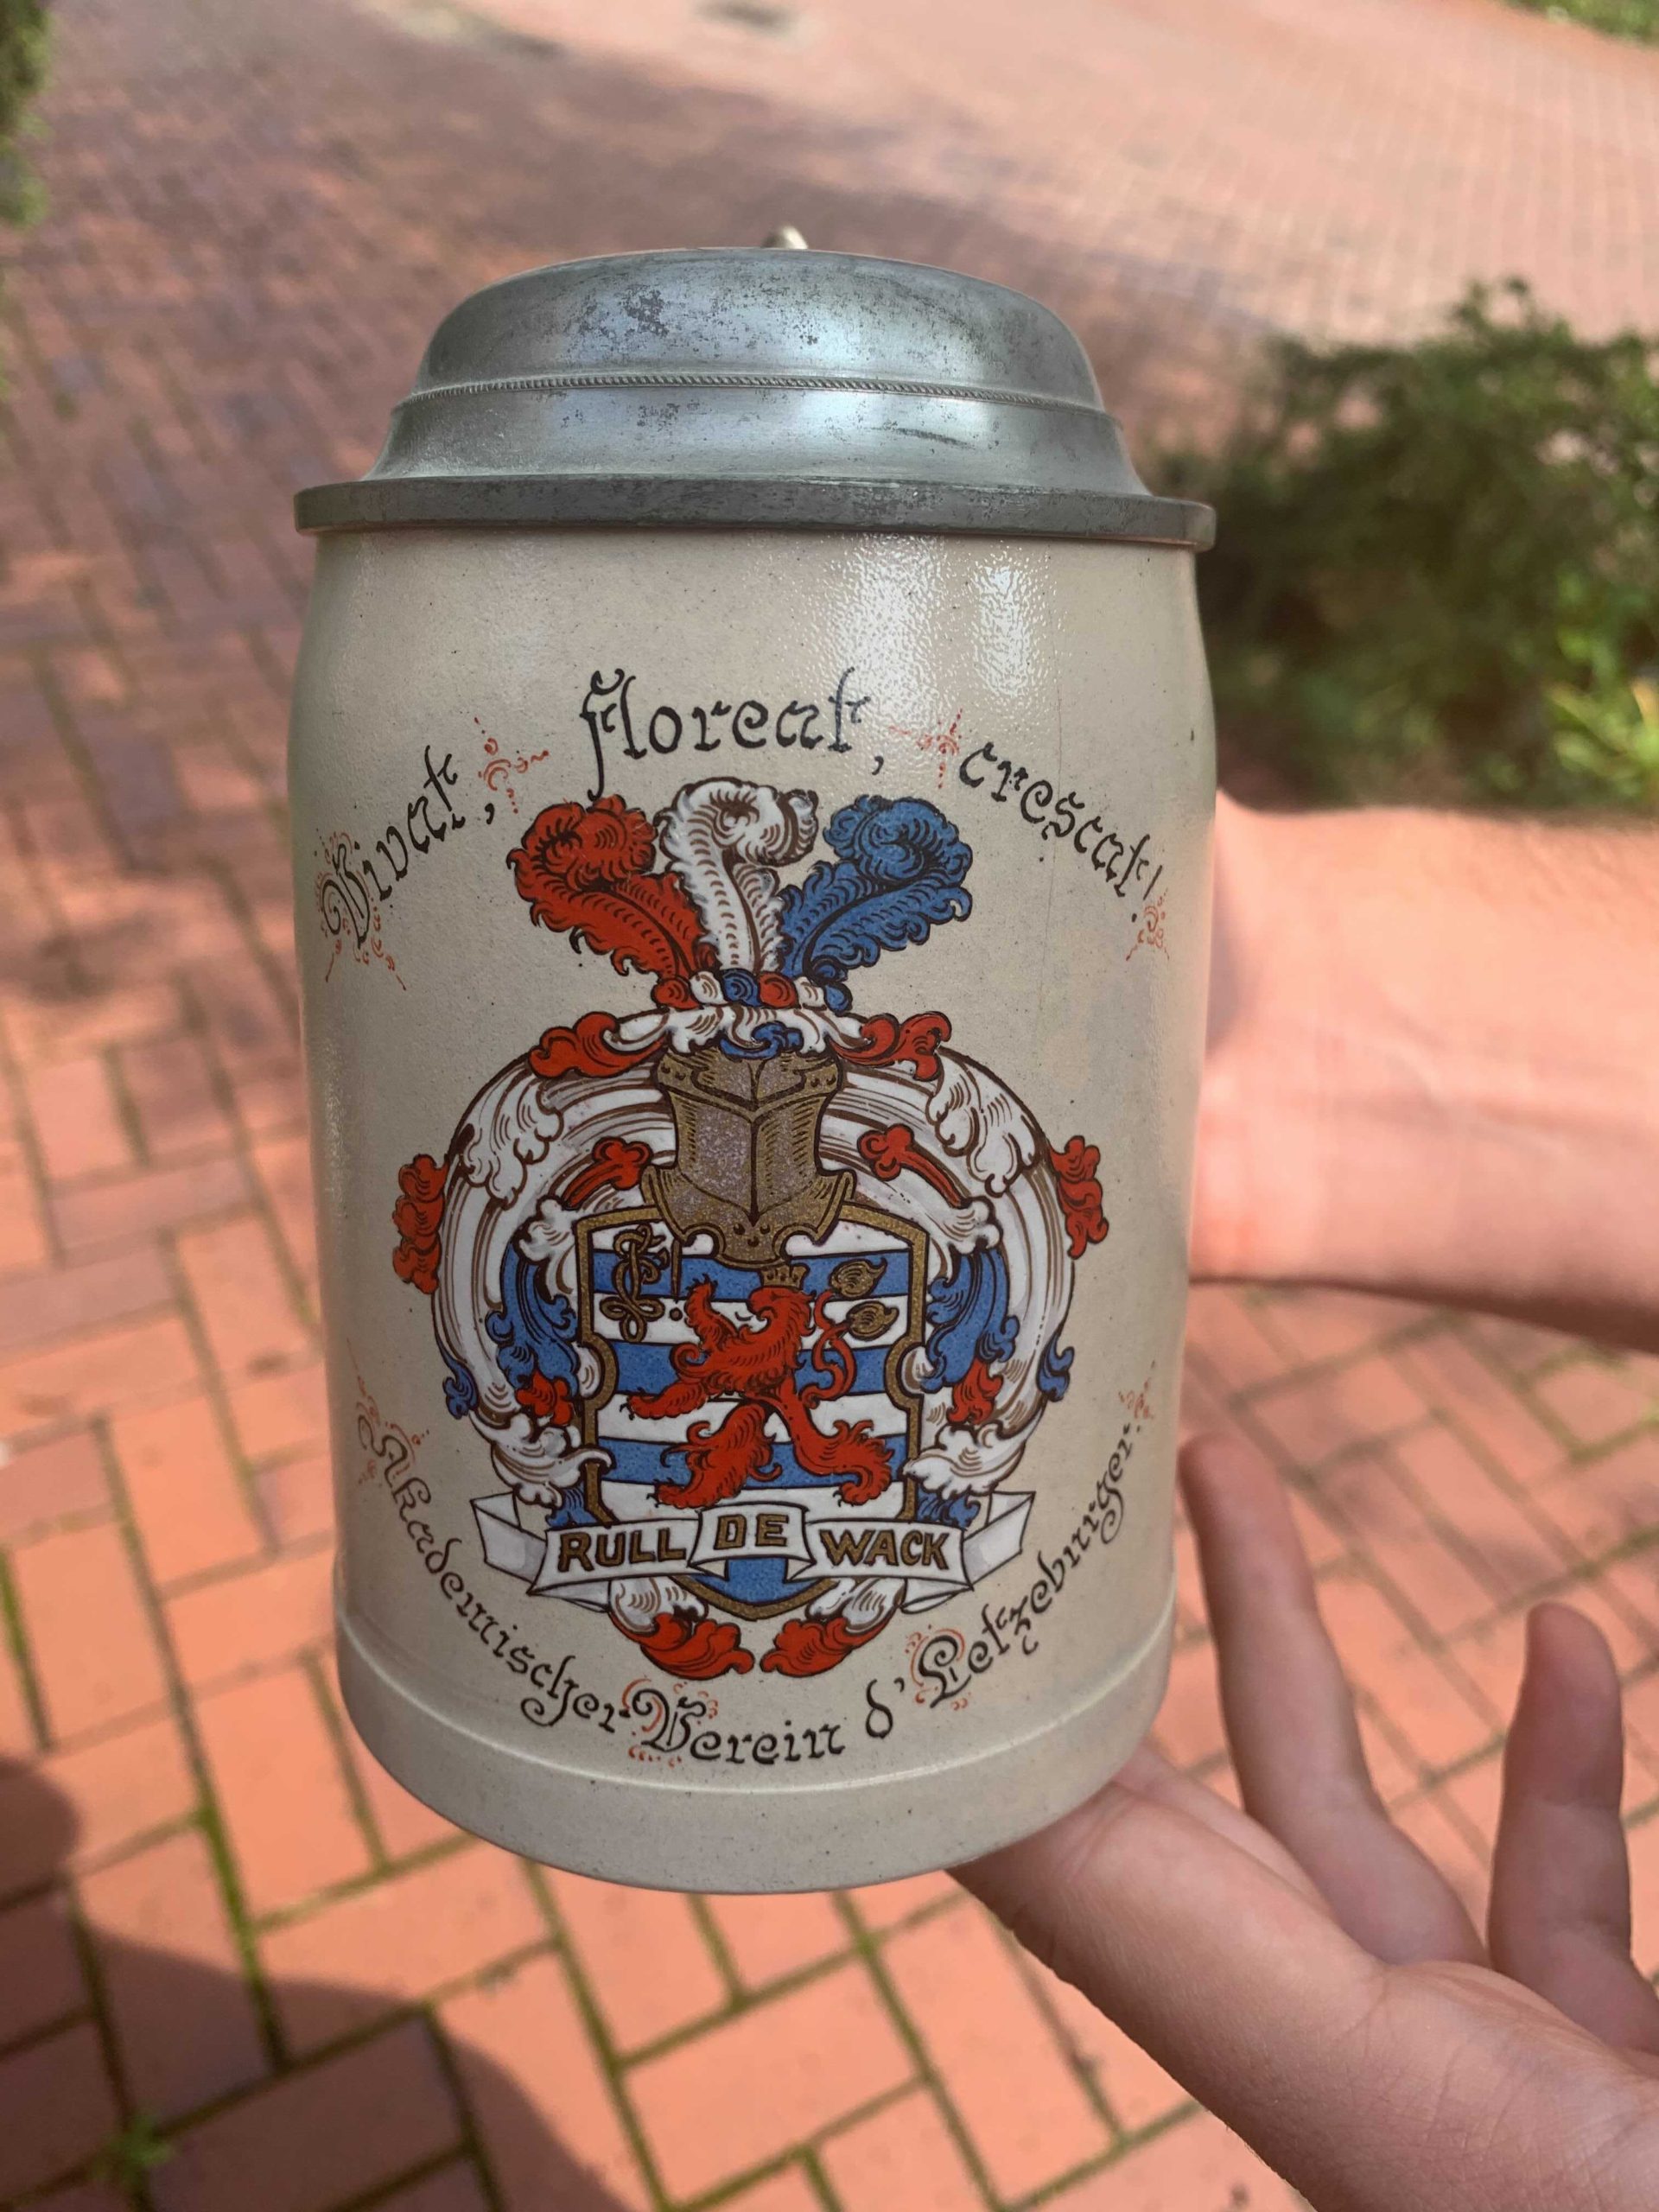 Vivat, floreat, crescat!
RULL DE WACK
Akademischer Verein d'Letzeburger.